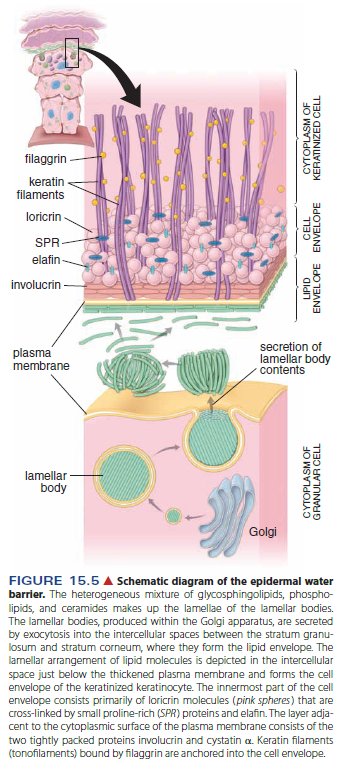 CYTOPLASM OF
KERATINIZED CELL
filaggrin
keratin
filaments
loricrin
SPR
elafin
involucrin
CELL
ENVELOPE
LIPID
ENVELOPE
plasma
membrane
secretion of
lamellar body
contents
lamellar
body
Golgi
CYTOPLASM OF
GRANULAR CELL
FIGURE 15.5 ▲ Schematic diagram of the epidermal water
barrier. The heterogeneous mixture of glycosphingolipids, phospho-
lipids, and ceramides makes up the lamellae of the lamellar bodies.
The lamellar bodies, produced within the Golgi apparatus, are secreted
by exocytosis into the intercellular spaces between the stratum granu-
losum and stratum corneum, where they form the lipid envelope. The
lamellar arrangement of lipid molecules is depicted in the intercellular
space just below the thickened plasma membrane and forms the cell
envelope of the keratinized keratinocyte. The innermost part of the cell
envelope consists primarily of loricrin molecules (pink spheres) that are
cross-linked by small proline-rich (SPR) proteins and elafin. The layer adja-
cent to the cytoplasmic surface of the plasma membrane consists of the
two tightly packed proteins involucrin and cystatin α. Keratin filaments
(tonofilaments) bound by filaggrin are anchored into the cell envelope.